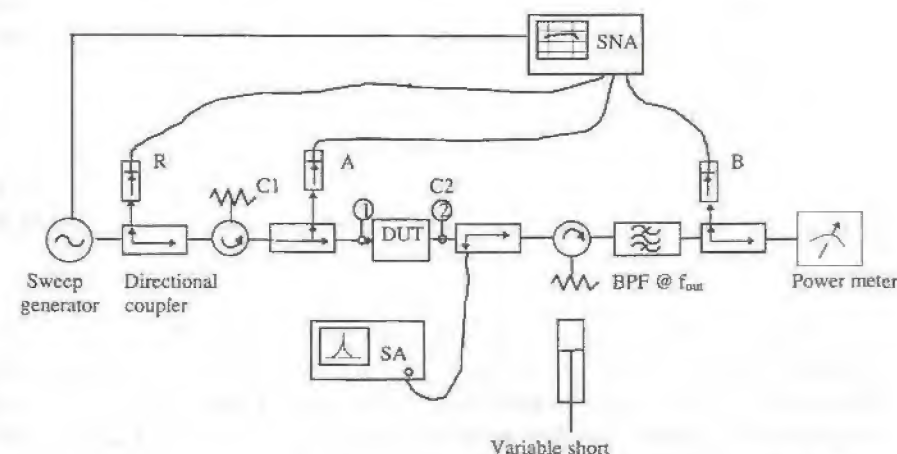 SNA
R
A
B
C1
C2
1
2
DUT
Sweep
generator
Directional
coupler
BPF @ fout
Power meter
SA
Variable short